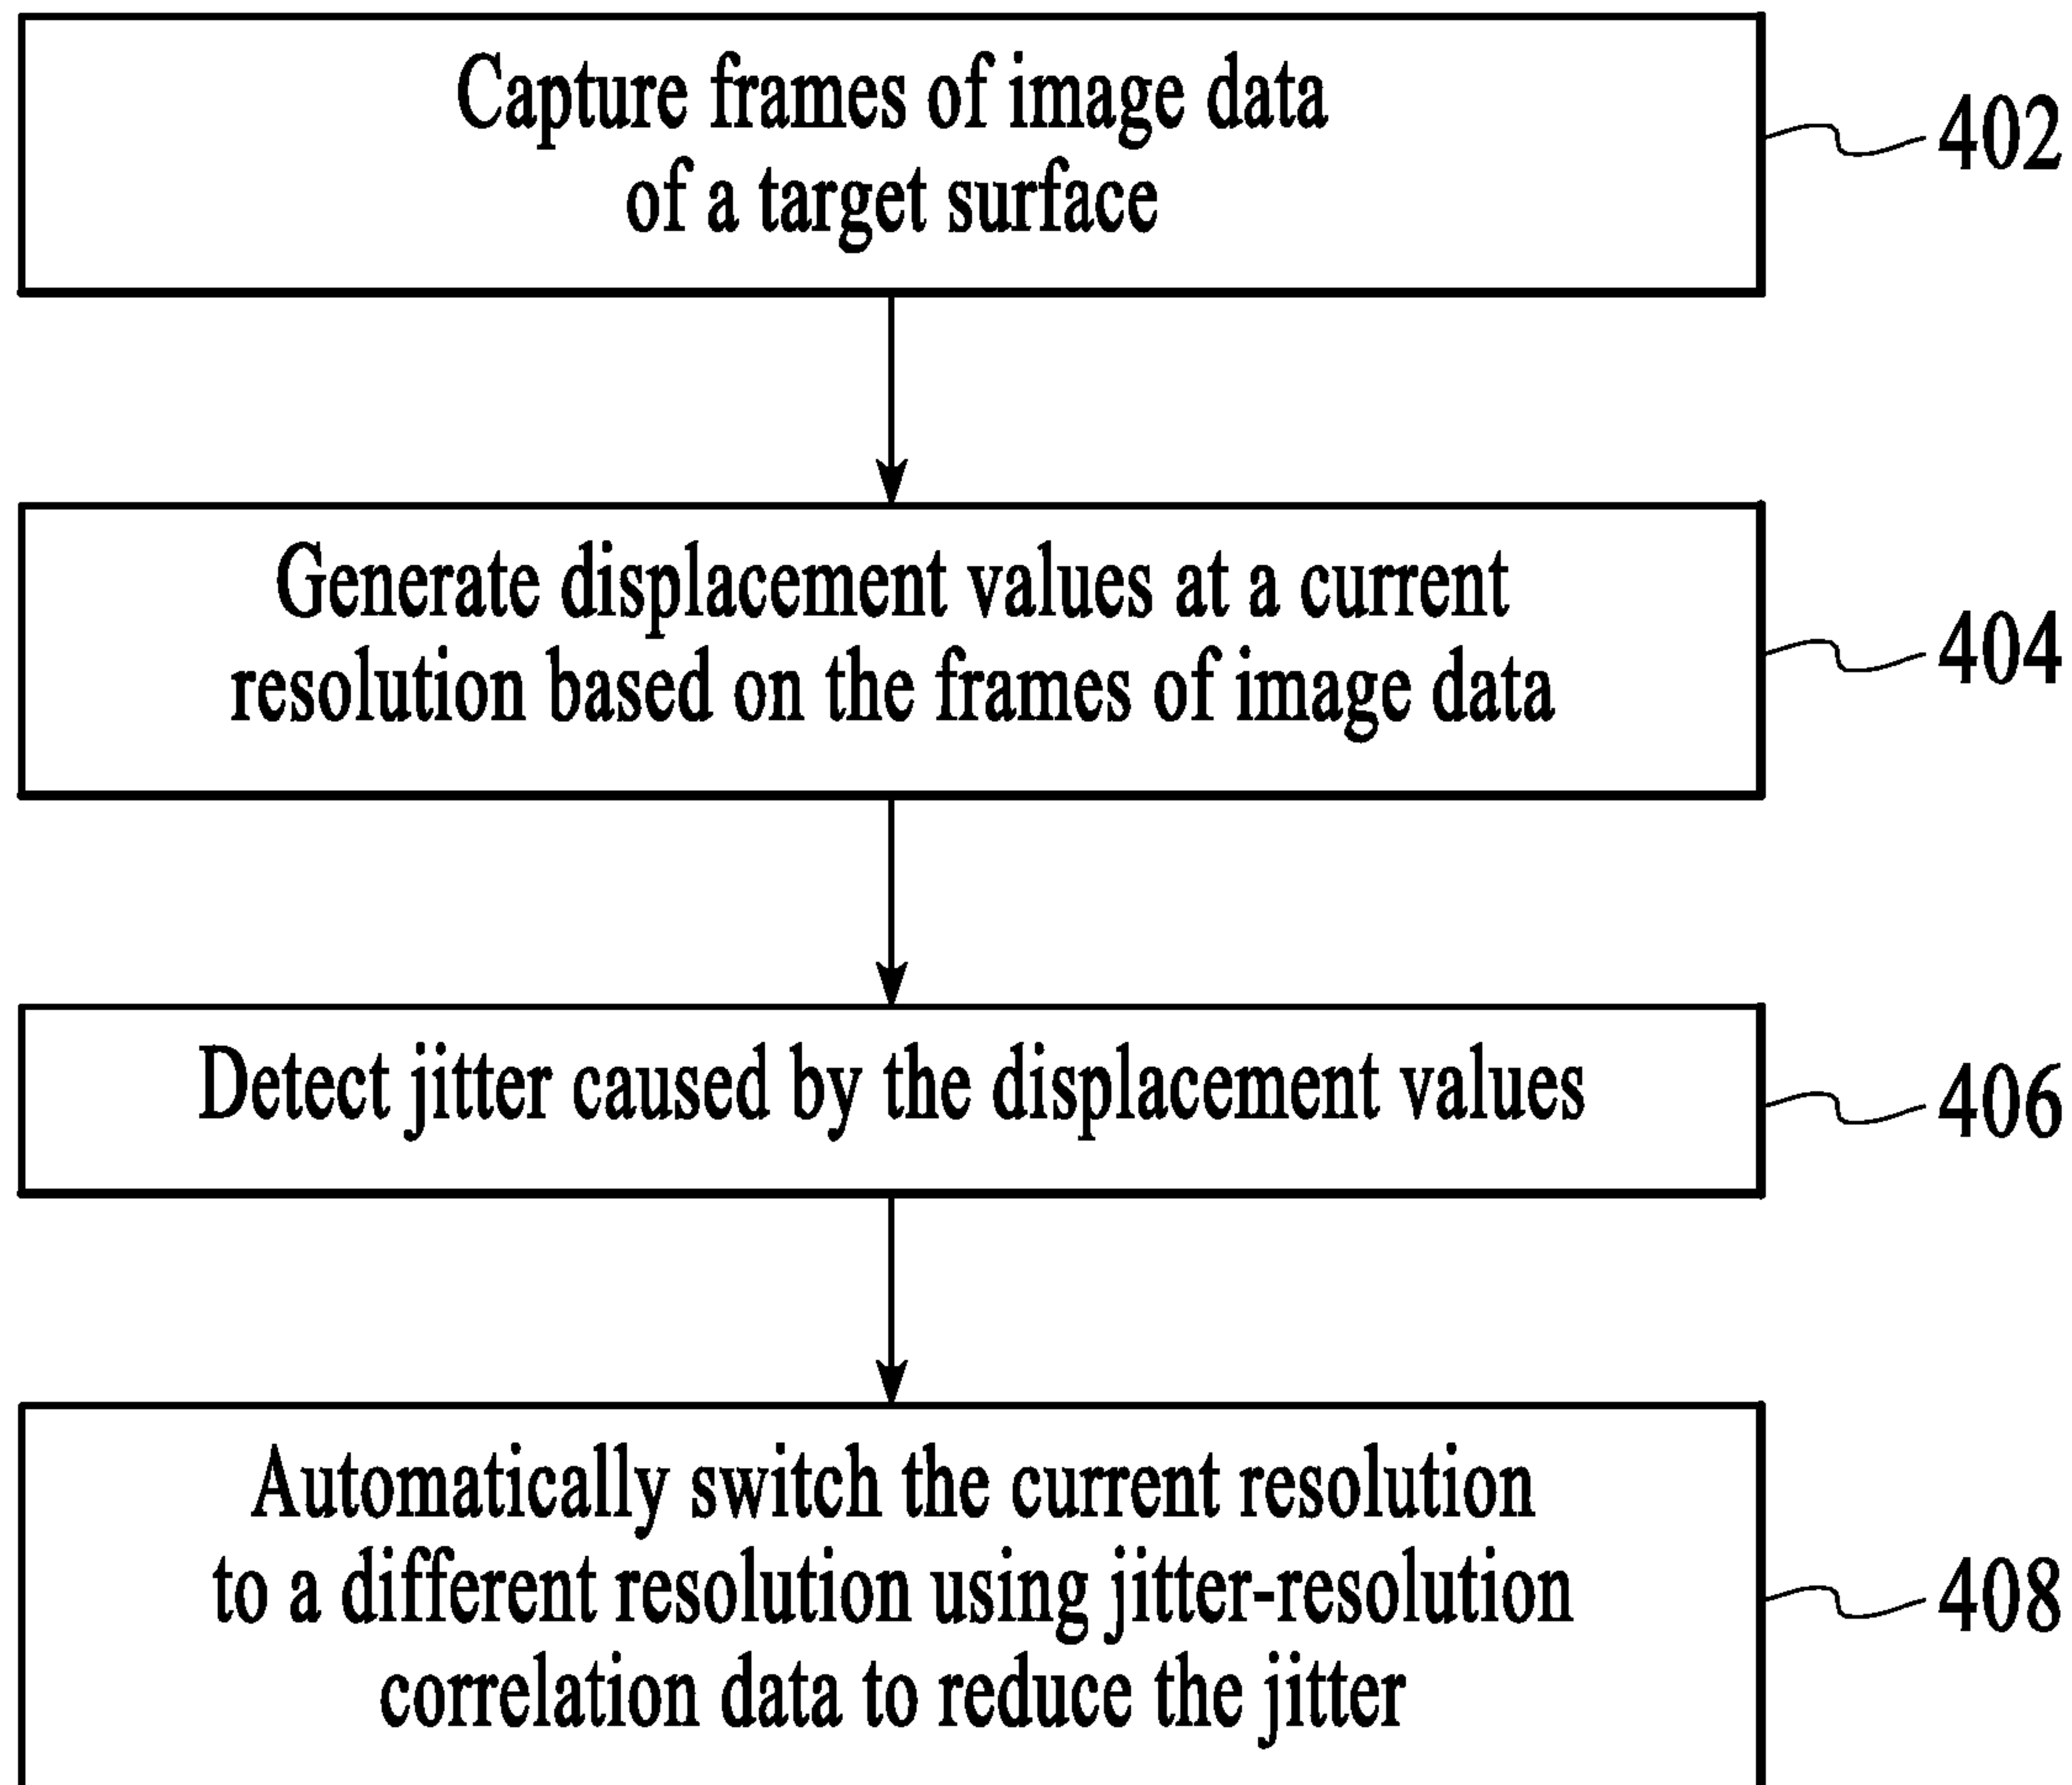 Capture frames of image data
of a target surface
402
Generate displacement values at a current
resolution based on the frames of image data
404
Detect jitter caused by the displacement values
406
Automatically switch the current resolution
to a different resolution using jitter-resolution
correlation data to reduce the jitter
408